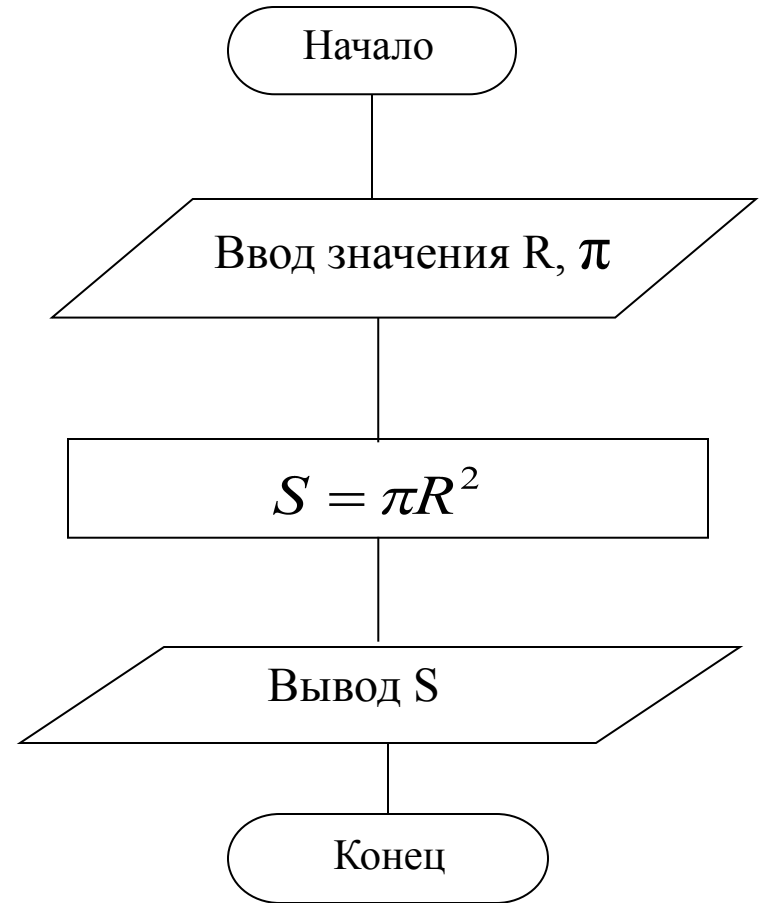 Начало
Ввод значения R, π
S = πR²
Вывод S
Конец